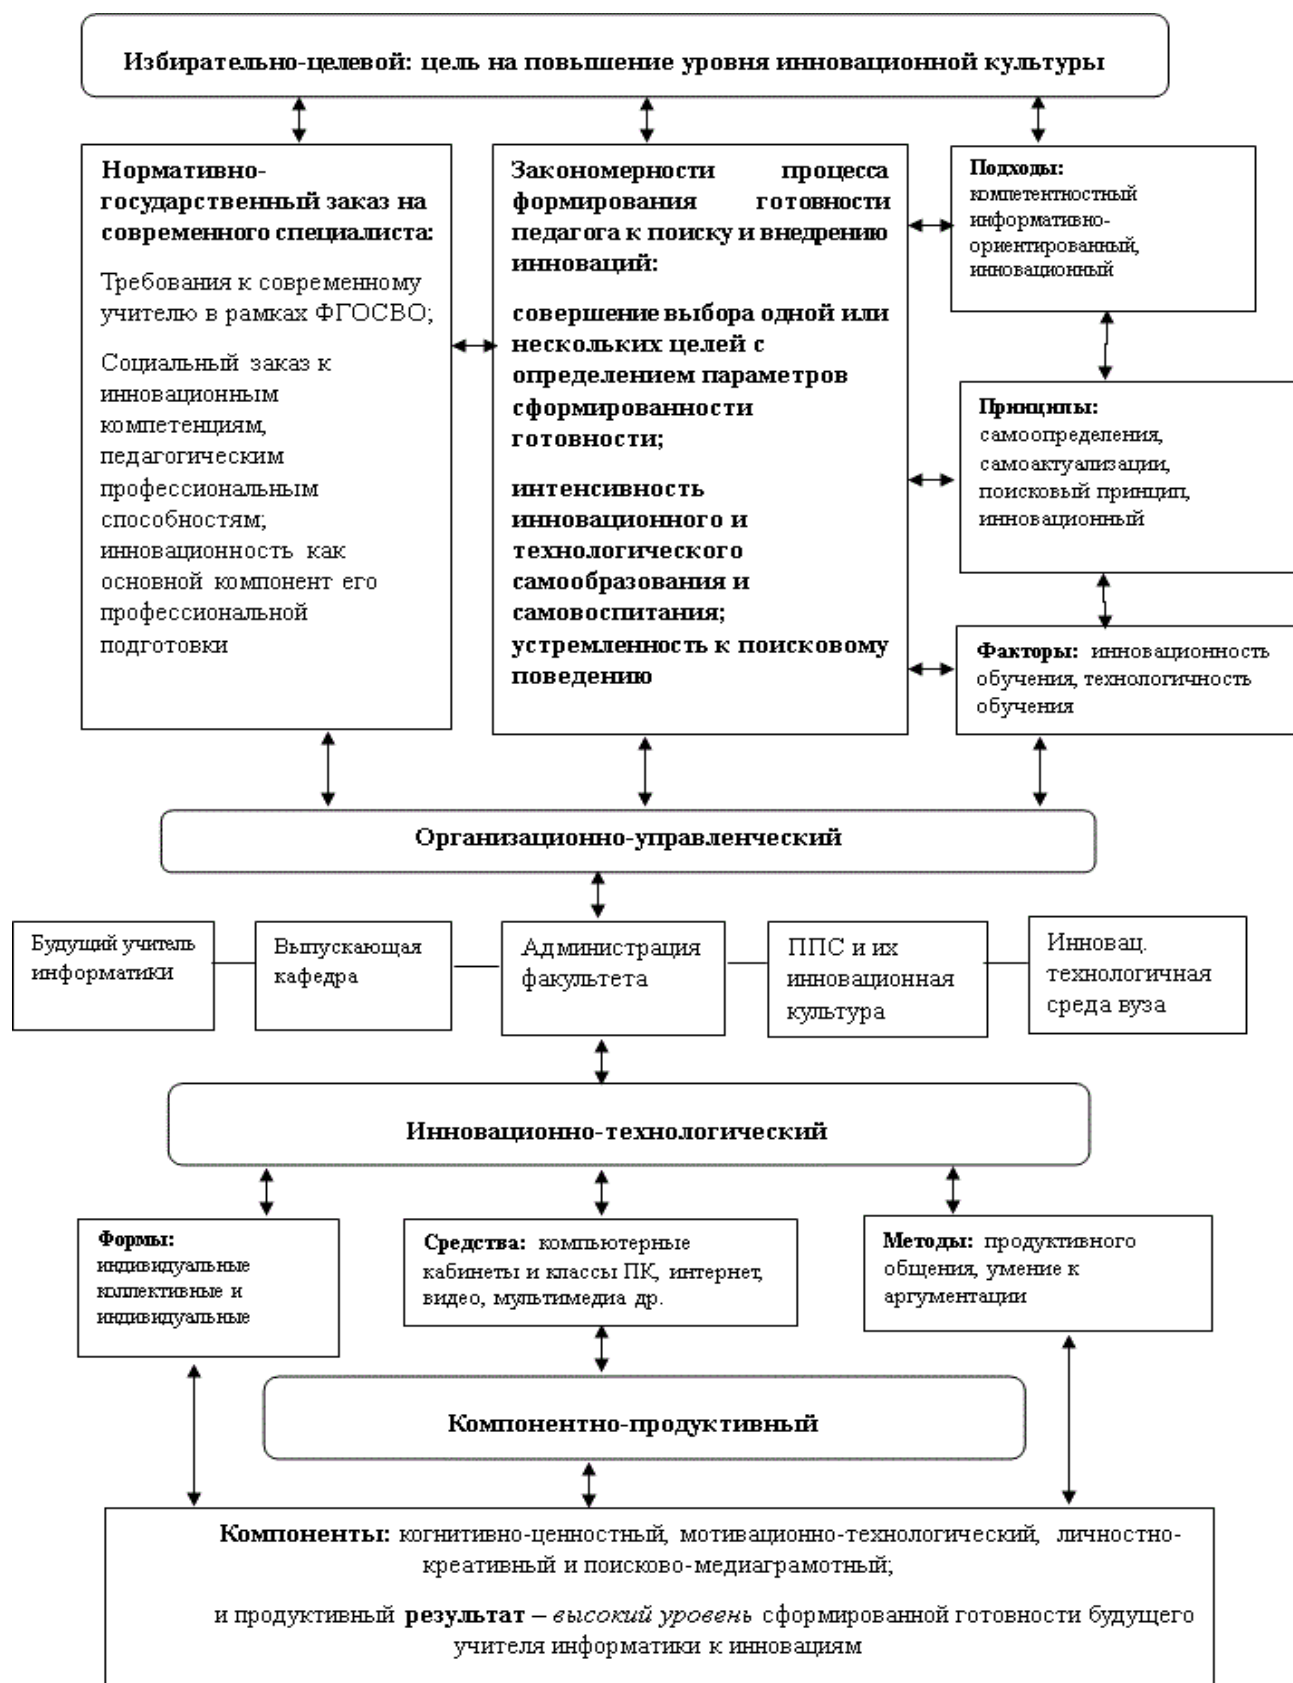 Избирательно-целевой: цель на повышение уровня инновационной культуры
Нормативно-
государственный заказ на
современного специалиста:
Требования к современному
учителю в рамках ФГОСВО;
Социальный заказ к
инновационным
компетенциям,
педагогическим
профессиональным
способностям;
инновационность как
основной компонент его
профессиональной
подготовки
Закономерности процесса
формирования готовности
педагога к поиску и внедрению
инноваций:
совершение выбора одной или
нескольких целей с
определением параметров
сформированности
готовности;
интенсивность
инновационного и
технологического
самообразования и
самовоспитания;
устремленность к поисковому
поведению
Подходы:
компетентностный
информативно-
ориентированный,
инновационный
Принципы:
самоопределения,
самоактуализации,
поисковый принцип,
инновационный
Факторы: инновационность
обучения, технологичность
обучения
Организационно-управленческий
Будущий учитель
информатики
Выпускающая
кафедра
Администрация
факультета
ППС и их
инновационная
культура
Инновац.
технологичная
среда вуза
Инновационно-технологический
Формы:
индивидуальные
коллективные и
индивидуальные
Средства: компьютерные
кабинеты и классы ПК, интернет,
видео, мультимедиа др.
Методы: продуктивного
общения, умение к
аргументации
Компонентно-продуктивный
Компоненты: когнитивно-ценностный, мотивационно-технологический, личностно-
креативный и поисково-медиаграмотный;
и продуктивный результат – высокий уровень сформированной готовности будущего
учителя информатики к инновациям